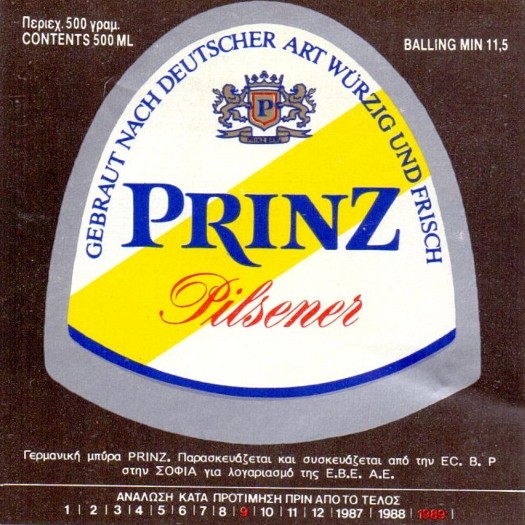 Περιεχ. 500 γραμ.
CONTENTS 500 ML
BALLING MIN 11,5
GEBRAUT NACH DEUTSCHER ART WÜRZIG UND FRISCH
P
PRINZ
Pilsener
Γερμανική μπύρα PRINZ. Παρασκευάζεται και συσκευάζεται από την EC. B. P
στην ΣΟΦΙΑ για λογαριασμό της Ε.Β.Ε. Α.Ε.
ΑΝΑΛΩΣΗ ΚΑΤΑ ΠΡΟΤΙΜΗΣΗ ΠΡΙΝ ΑΠΟ ΤΟ ΤΕΛΟΣ
1 | 2 | 3 | 4 | 5 | 6 | 7 | 8 | 9 | 10 | 11 | 12 | 1987 | 1988 | 1989 |